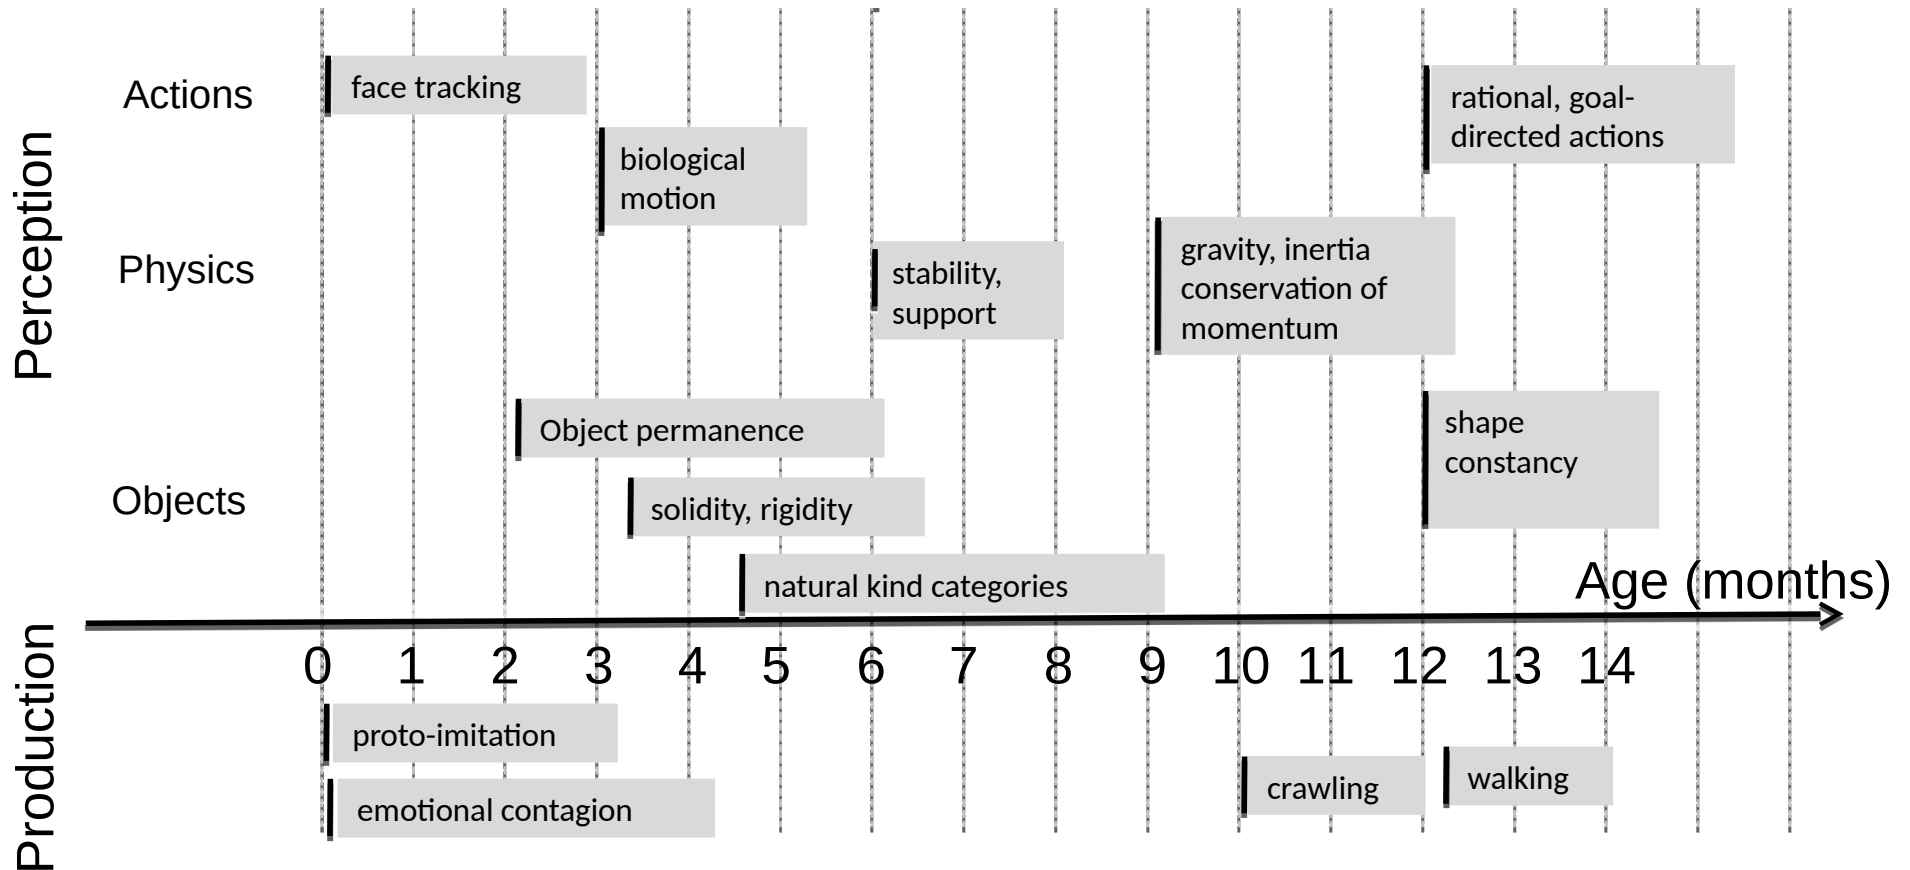 Perception
Actions
face tracking
rational, goal-
directed actions
biological
motion
Physics
stability,
support
gravity, inertia
conservation of
momentum
Objects
Object permanence
shape
constancy
solidity, rigidity
natural kind categories
Age (months)
0 1 2 3 4 5 6 7 8 9 10 11 12 13 14
Production
proto-imitation
emotional contagion
crawling
walking